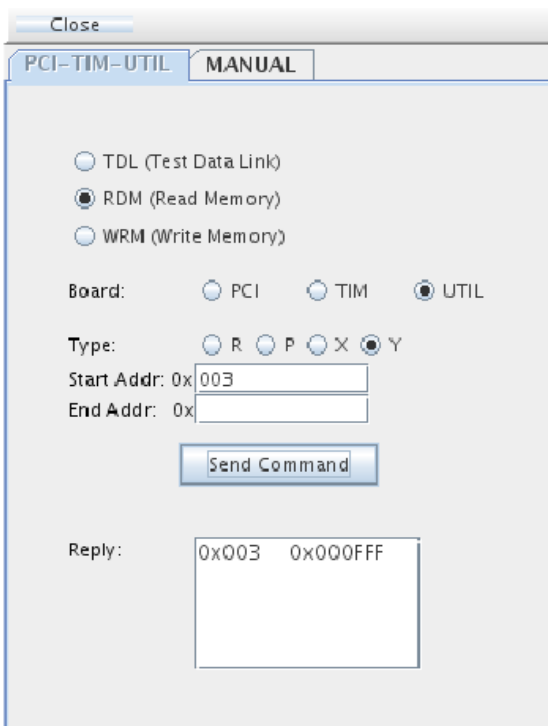 Close
PCI-TIM-UTIL MANUAL
TDL (Test Data Link)
RDM (Read Memory)
WRM (Write Memory)
Board: PCI TIM UTIL
Type: R P X Y
Start Addr: 0x 003
End Addr: 0x
Send Command
Reply: 0x003 0x000FFF